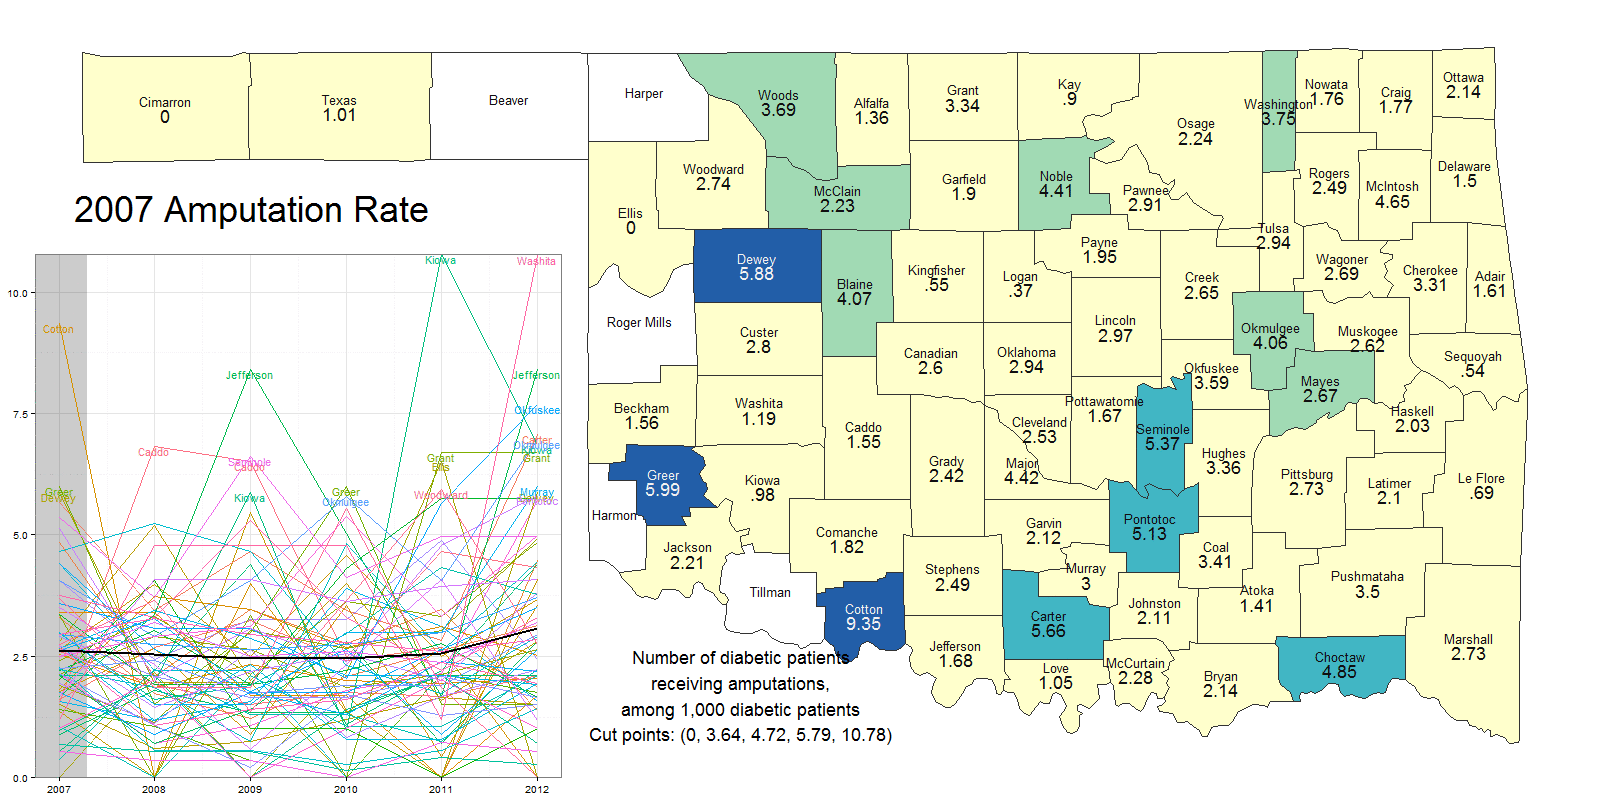 Cimarron
0
Texas
1.01
Beaver
Harper
Woods
3.69
Alfalfa
1.36
Grant
3.34
Kay
.9
Osage
2.24
Washington
3.75
Nowata
1.76
Craig
1.77
Ottawa
2.14
Woodward
2.74
McClain
2.23
Garfield
1.9
Noble
4.41
Pawnee
2.91
Rogers
2.49
McIntosh
4.65
Delaware
1.5
Ellis
0
Tulsa
2.94
2007 Amputation Rate
Dewey
5.88
Blaine
4.07
Kingfisher
.55
Logan
.37
Payne
1.95
Creek
2.65
Wagoner
2.69
Cherokee
3.31
Adair
1.61
Roger Mills
Custer
2.8
Canadian
2.6
Oklahoma
2.94
Lincoln
2.97
Okmulgee
4.06
Muskogee
2.62
Sequoyah
.54
Okfuskee
3.59
Mayes
2.67
Beckham
1.56
Washita
1.19
Caddo
1.55
Cleveland
2.53
Pottawatomie
1.67
Seminole
5.37
Haskell
2.03
Greer
5.99
Kiowa
.98
Grady
2.42
Major
4.42
Hughes
3.36
Pittsburg
2.73
Latimer
2.1
Le Flore
.69
Harmon
Jackson
2.21
Comanche
1.82
Garvin
2.12
Pontotoc
5.13
Coal
3.41
Tillman
Cotton
9.35
Stephens
2.49
Murray
3
Carter
5.66
Johnston
2.11
Atoka
1.41
Pushmataha
3.5
Jefferson
1.68
Love
1.05
McCurtain
2.28
Bryan
2.14
Choctaw
4.85
Marshall
2.73
Number of diabetic patients
receiving amputations,
among 1,000 diabetic patients
Cut points: (0, 3.64, 4.72, 5.79, 10.78)
10.0
7.5
5.0
2.5
0.0
2007 2008 2009 2010 2011 2012
Cotton
Greer
Dewey
Caddo
Jefferson
Seminole
Caddo
Kiowa
Greer
Okmulgee
Kiowa
Grant
Ellis
Woodward
Washita
Jefferson
Okfuskee
Carter
Okmulgee
Kiowa
Grant
Murray
Pontotoc